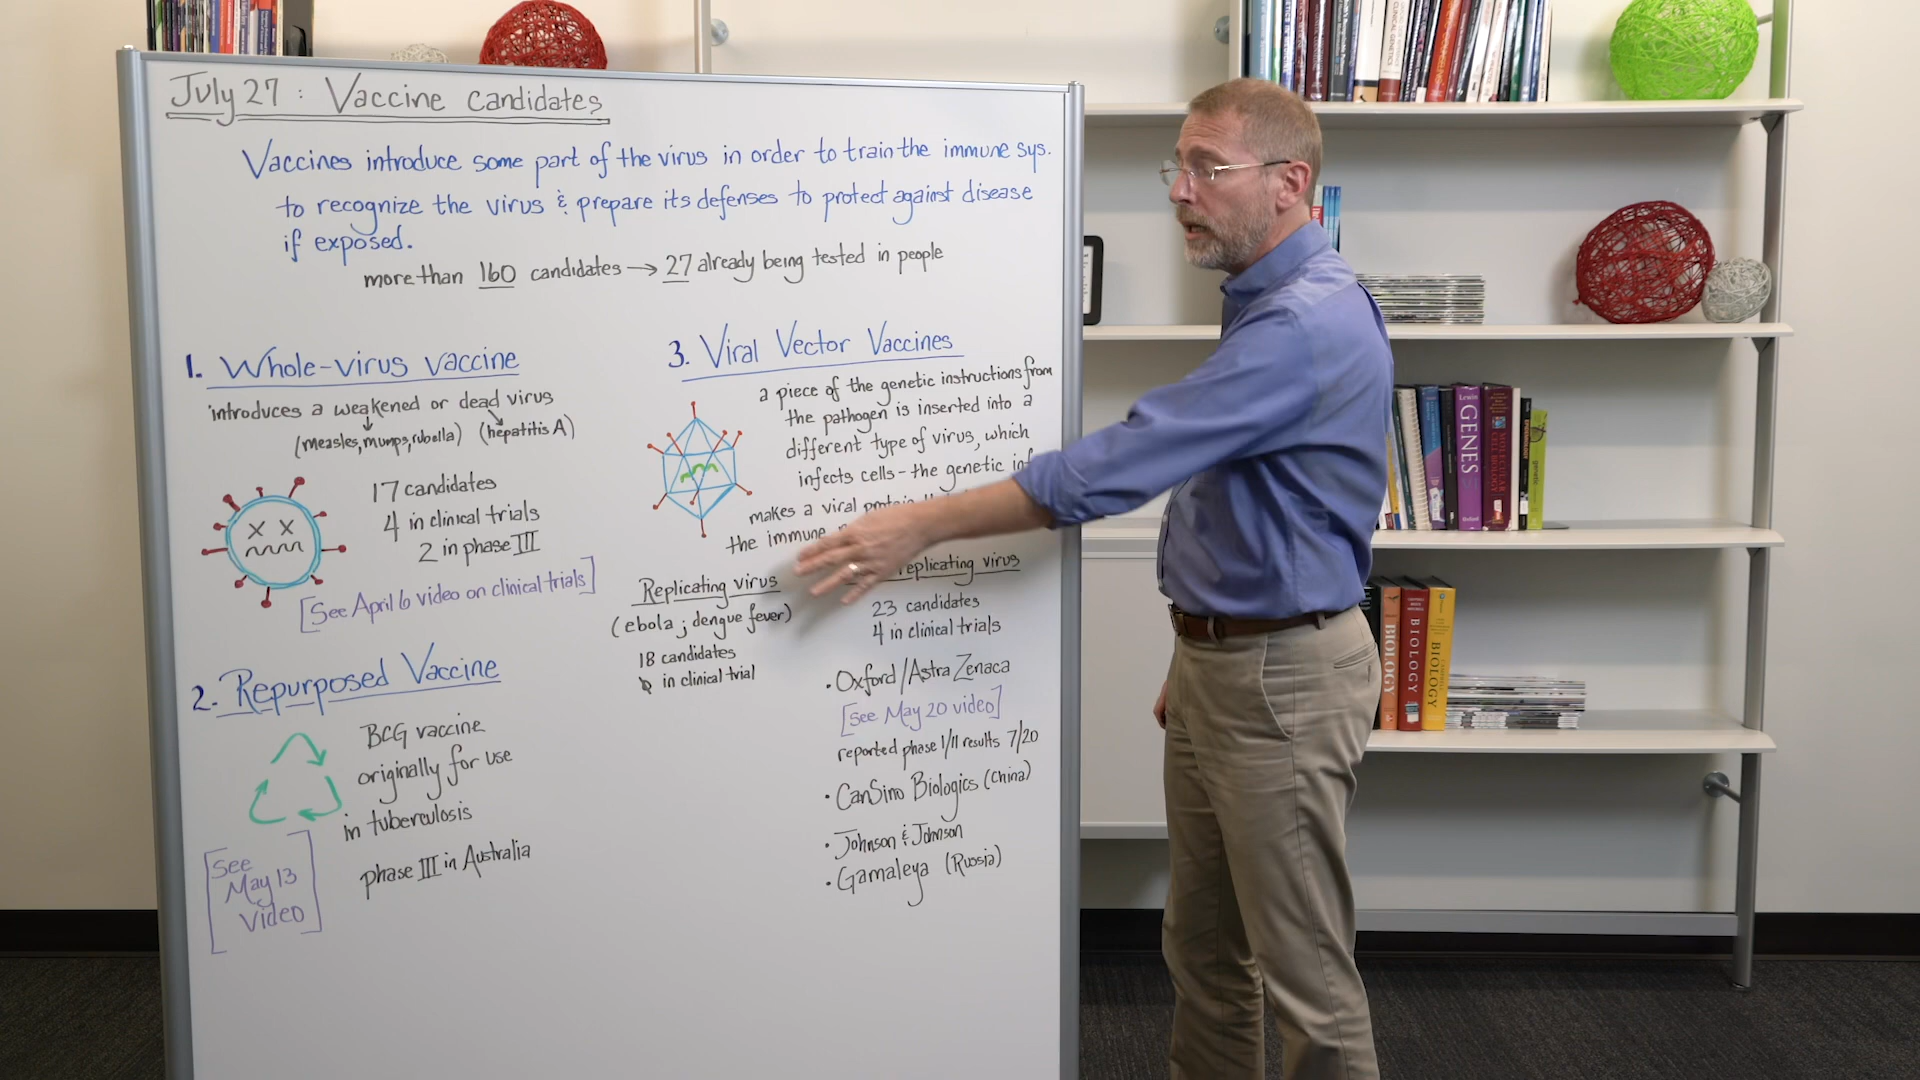 July 27 : Vaccine Candidates
Vaccines introduce some part of the virus in order to train the immune sys.
to recognize the virus & prepare its defenses to protect against disease
if exposed.
more than 160 candidates → 27 already being tested in people
1. Whole-virus vaccine
introduces a weakened or dead virus
(measles, mumps, rubella) (hepatitis A)
17 candidates
4 in clinical trials
2 in phase III
[See April 6 video on clinical trials]
2. Repurposed Vaccine
BCG vaccine
originally for use
in tuberculosis
phase III in Australia
[See
May 13
Video]
3. Viral Vector Vaccines
a piece of the genetic instructions from
the pathogen is inserted into a
different type of virus, which
infects cells - the genetic
makes a viral
the immune
Replicating virus
(ebola ; dengue fever)
18 candidates
in clinical trial
replicating virus
23 candidates
4 in clinical trials
• Oxford/Astra Zenaca
[see May 20 video]
reported phase I/II results 7/20
• CanSino Biologics (China)
• Johnson & Johnson
• Gamaleya (Russia)
GENES
BIOLOGY
BIOLOGY
BIOLOGY